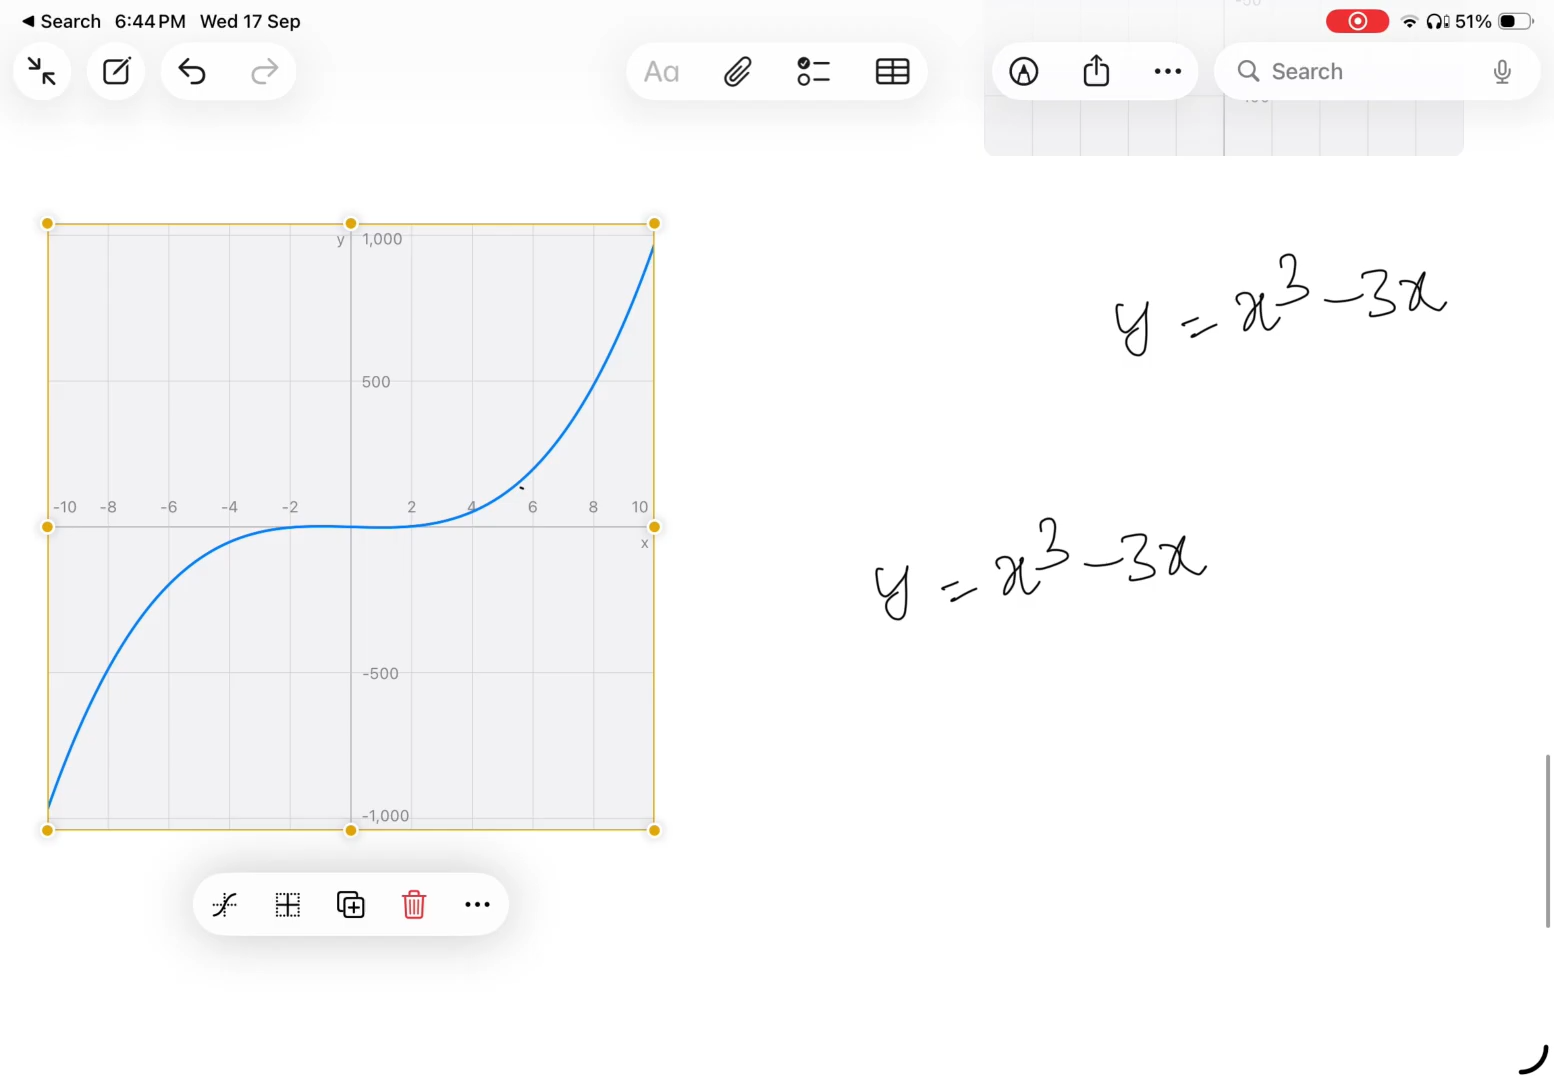 ◀ Search 6:44 PM Wed 17 Sep
51%
Aa
Search
y
1,000
500
-10 -8 -6 -4 -2 2 4 6 8 10
x
-500
-1,000
y = x³ - 3x
y = x³ - 3x